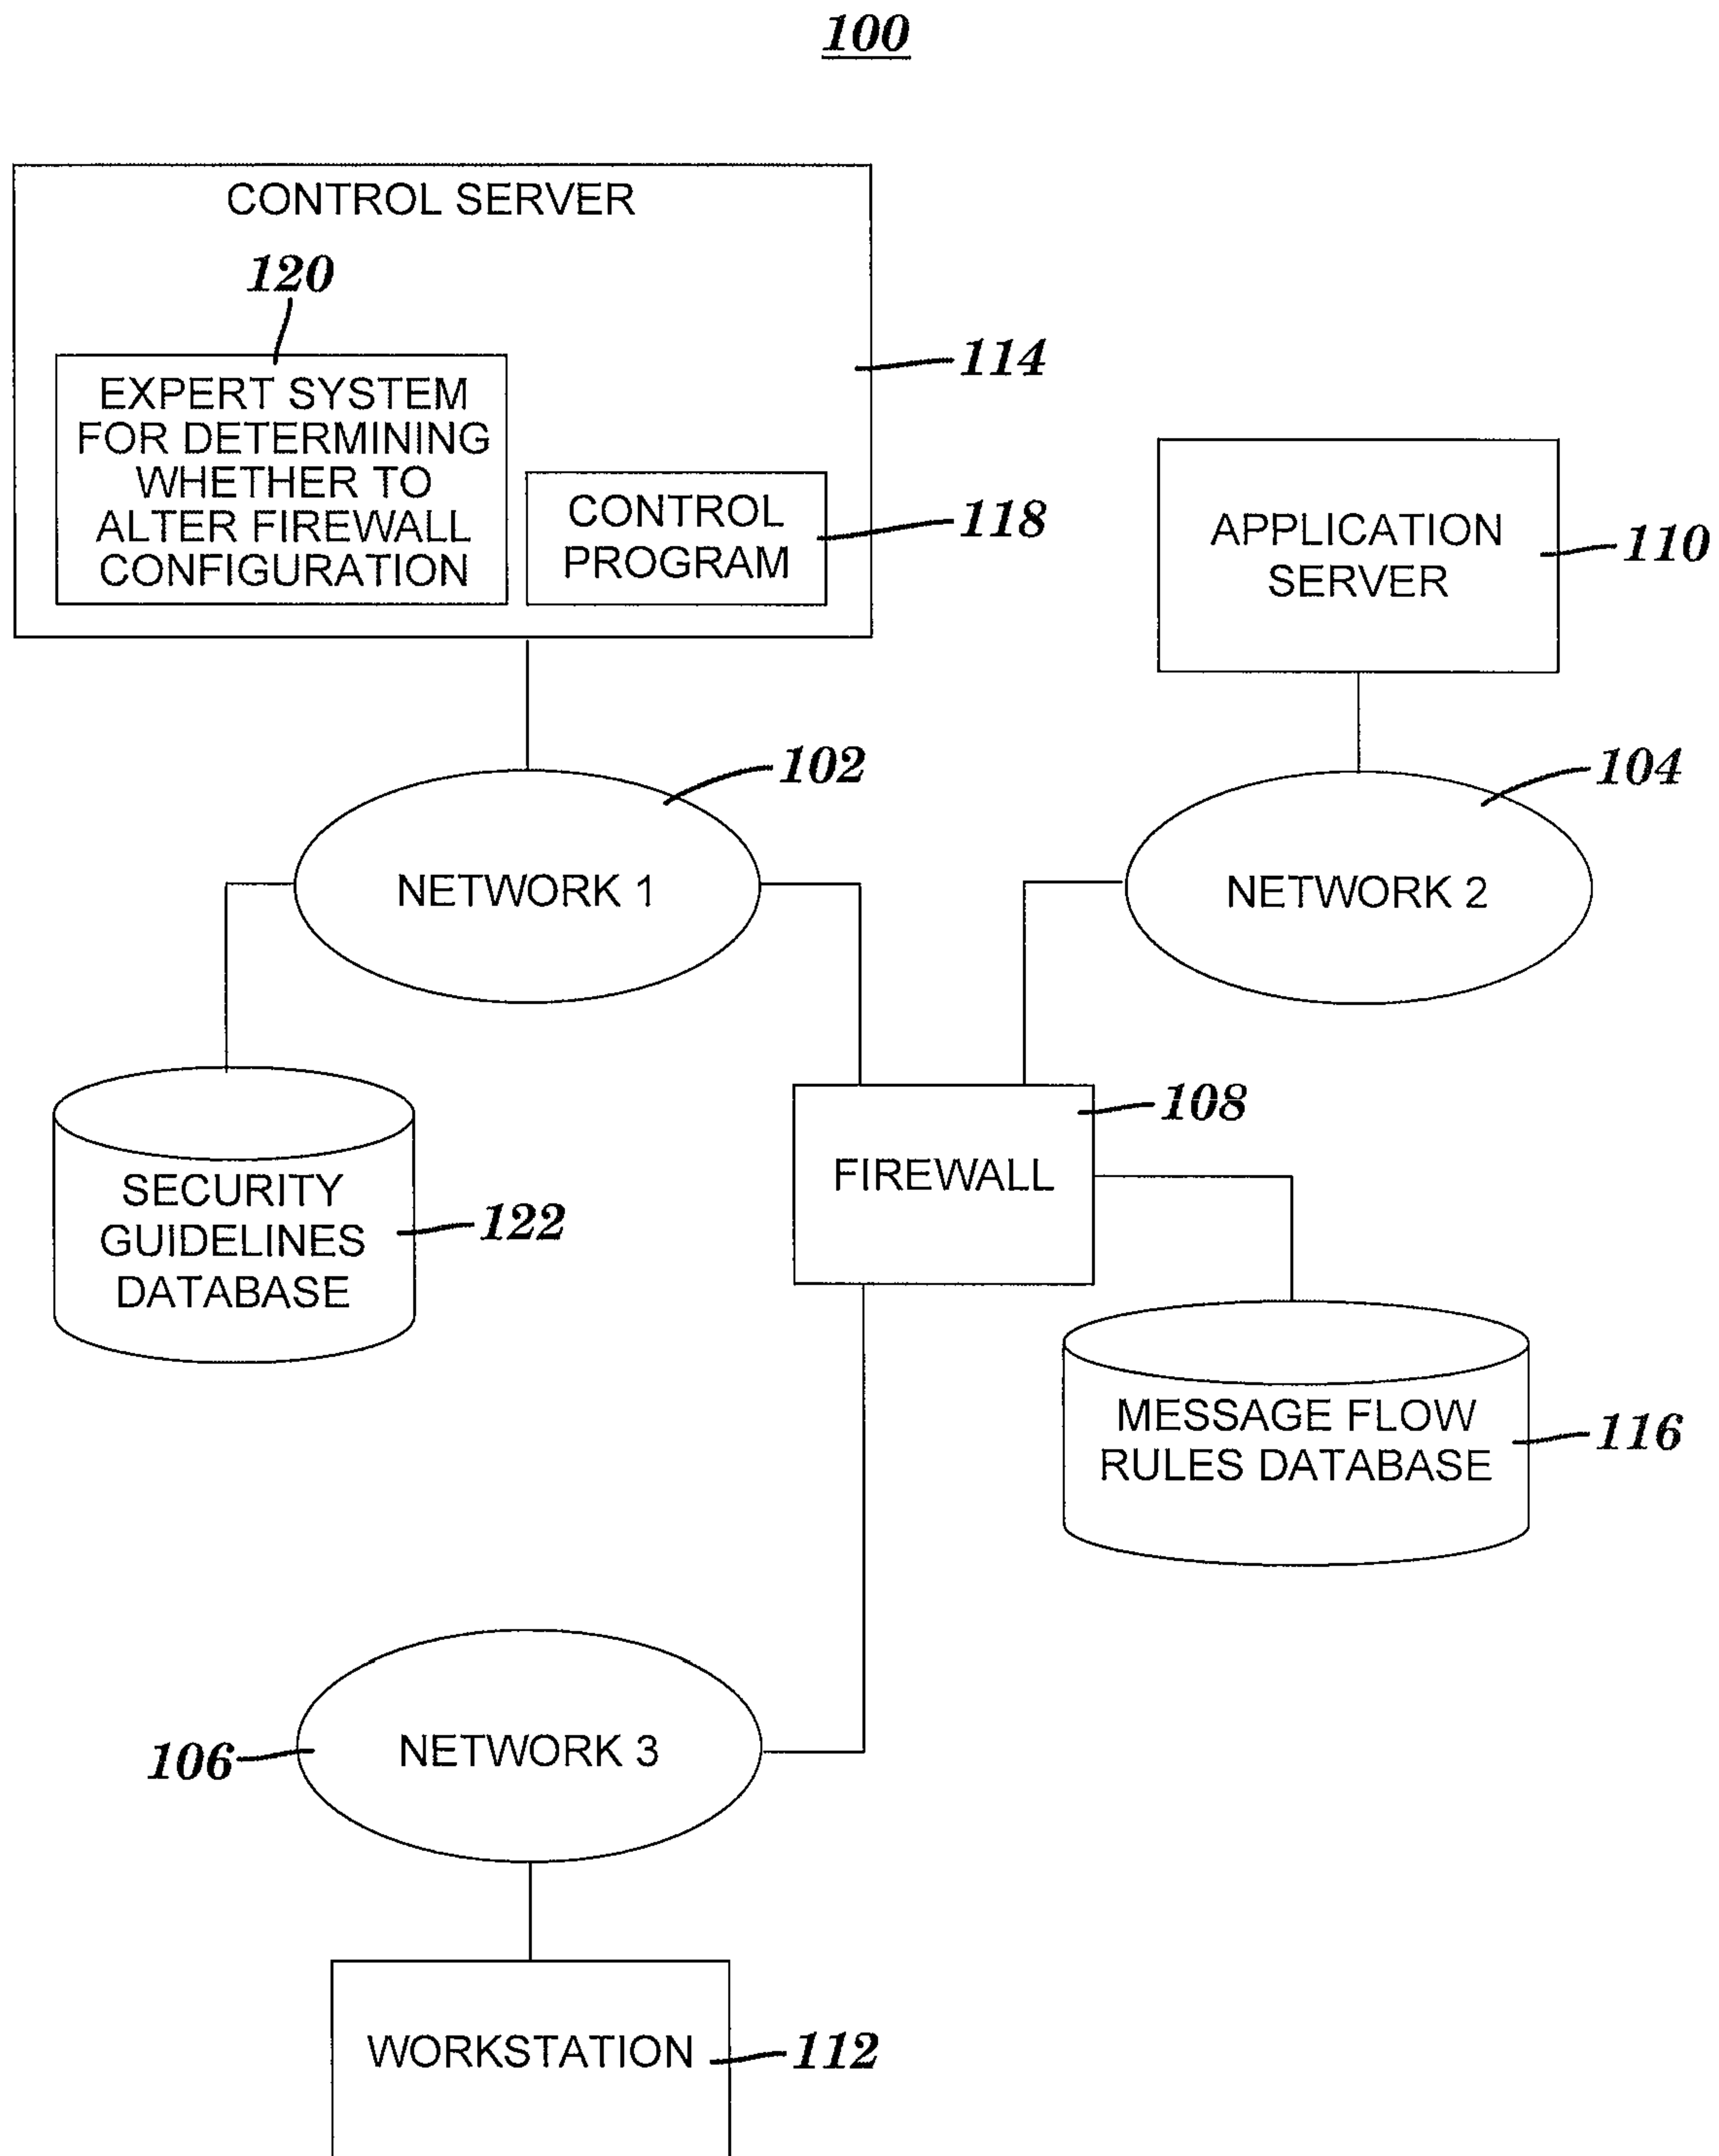 100
CONTROL SERVER
120
EXPERT SYSTEM
FOR DETERMINING
WHETHER TO
ALTER FIREWALL
CONFIGURATION
114
CONTROL
PROGRAM
118
APPLICATION
SERVER
110
102
104
NETWORK 1
NETWORK 2
108
FIREWALL
SECURITY
GUIDELINES
DATABASE
122
MESSAGE FLOW
RULES DATABASE
116
106
NETWORK 3
WORKSTATION
112